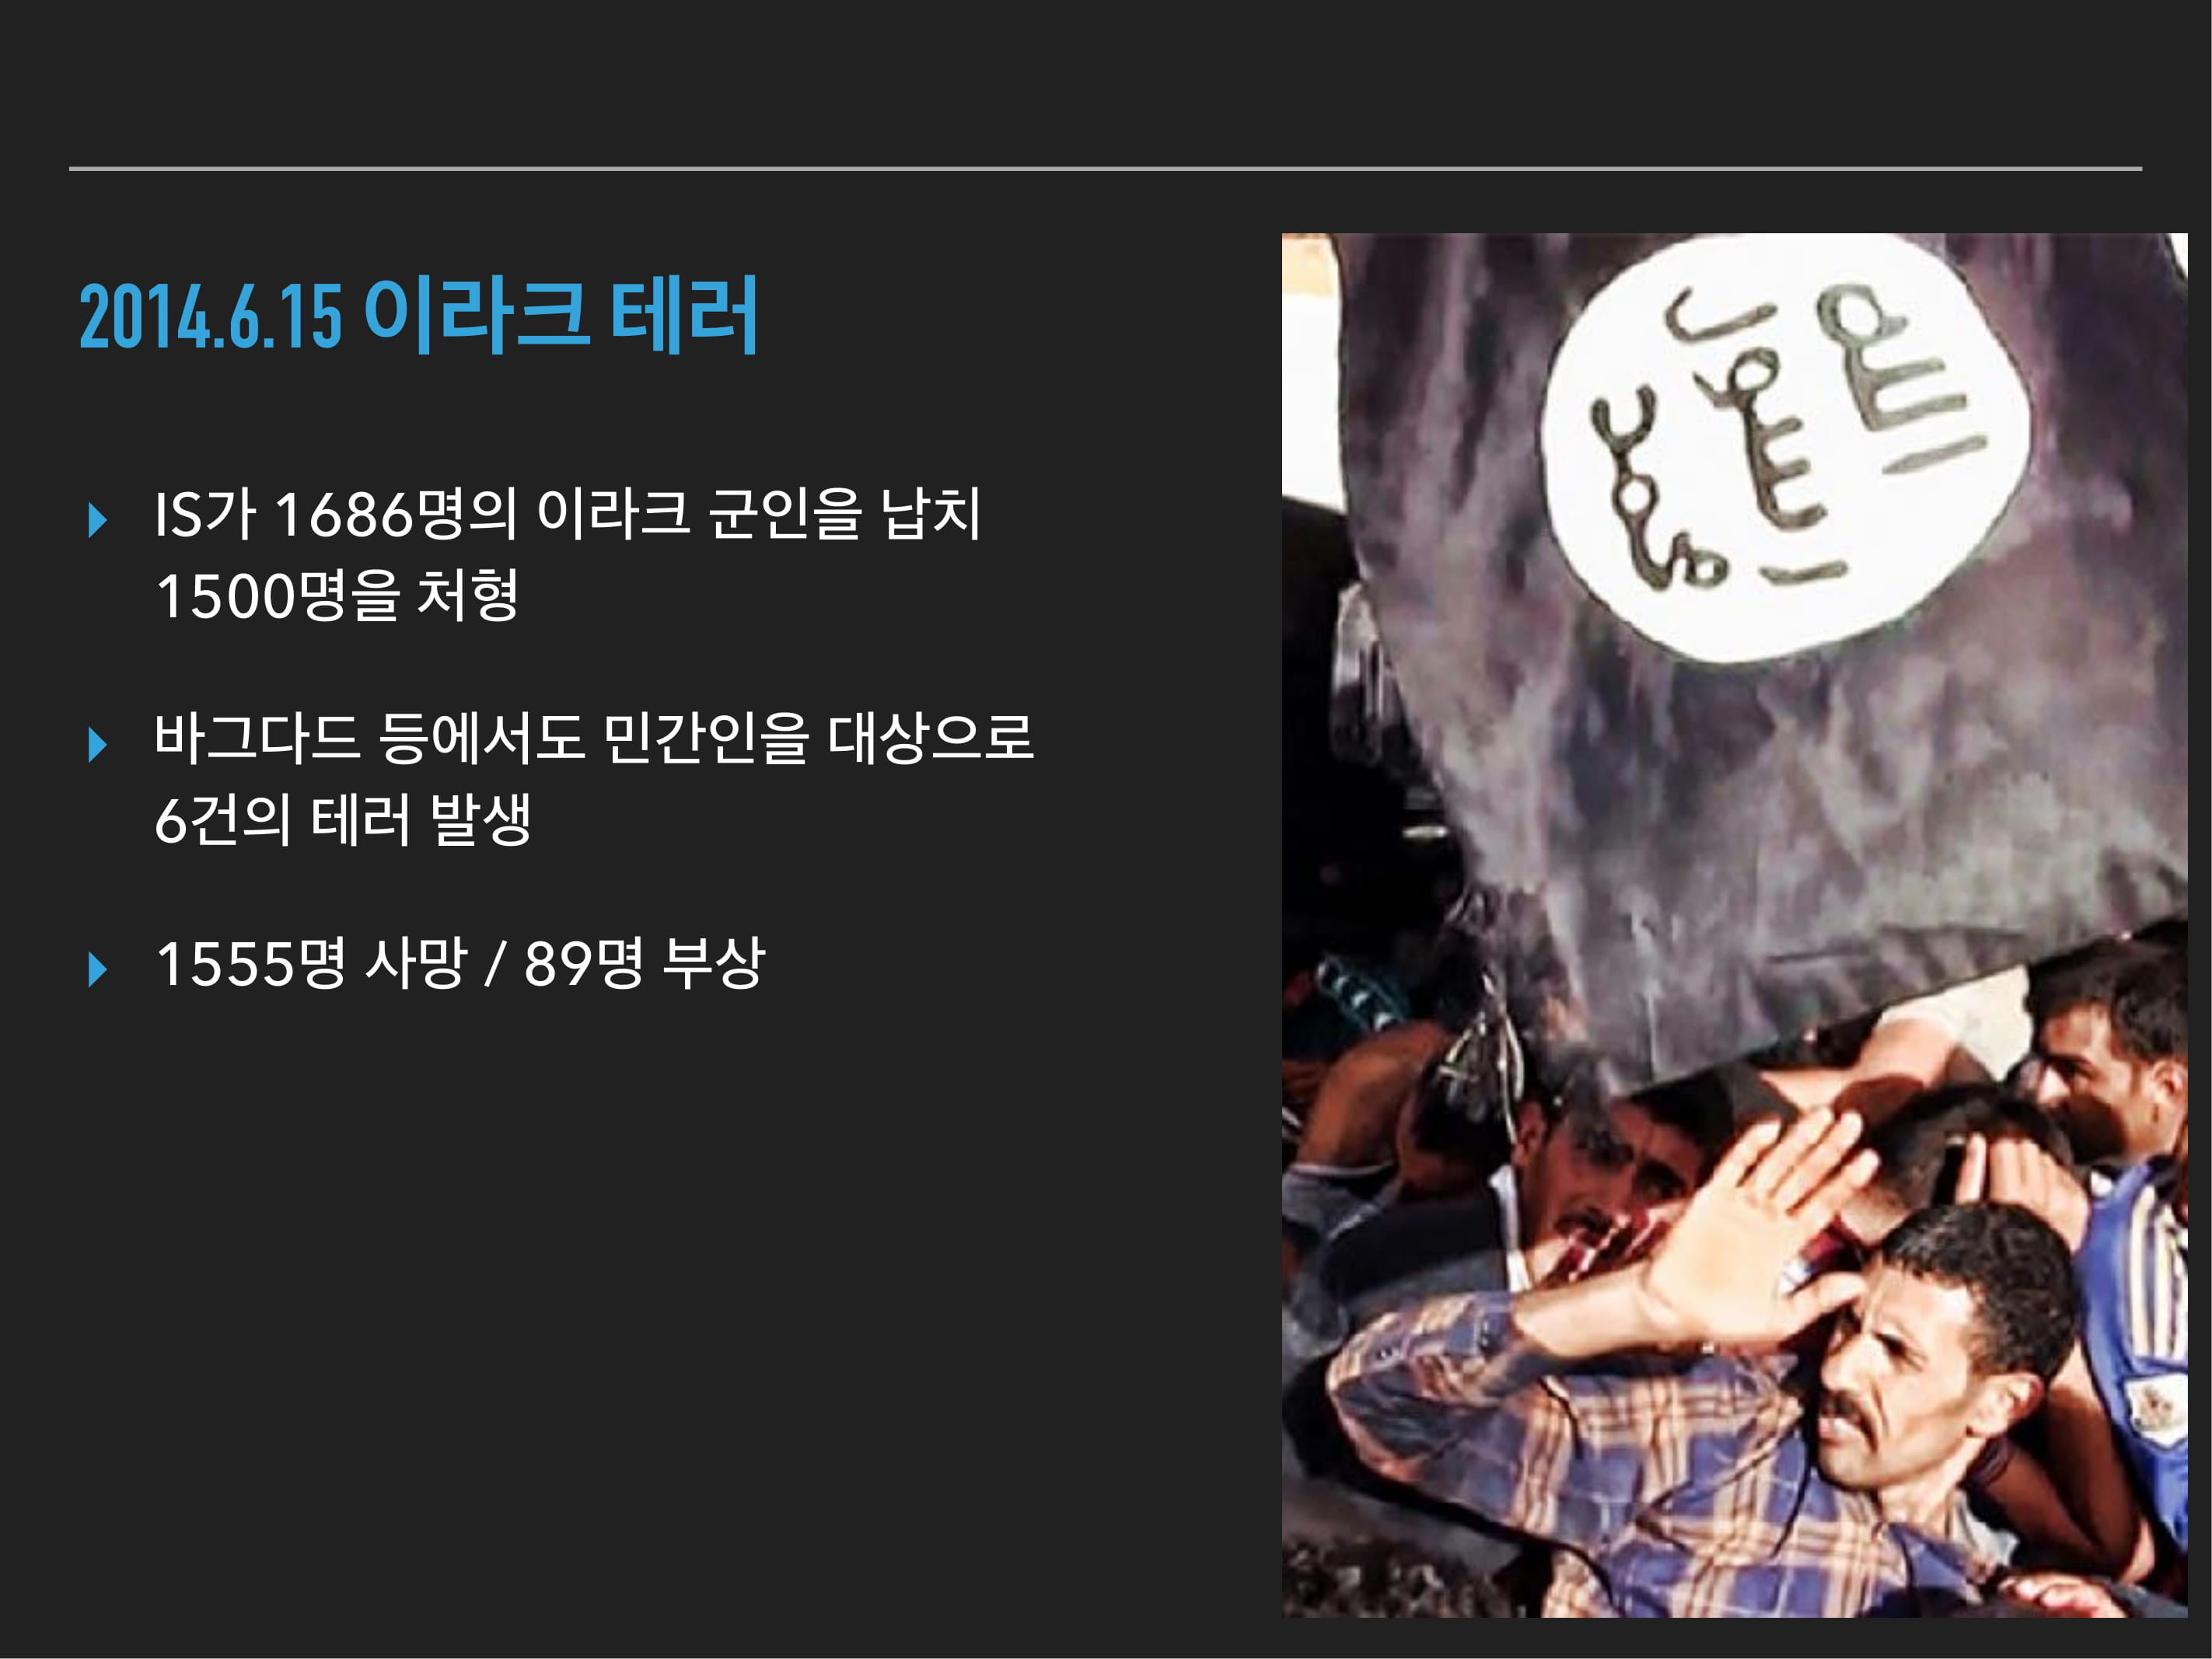 2014.6.15 이라크 테러
IS가 1686명의 이라크 군인을 납치
1500명을 처형
바그다드 등에서도 민간인을 대상으로
6건의 테러 발생
1555명 사망 / 89명 부상
الله
رسول
محمد